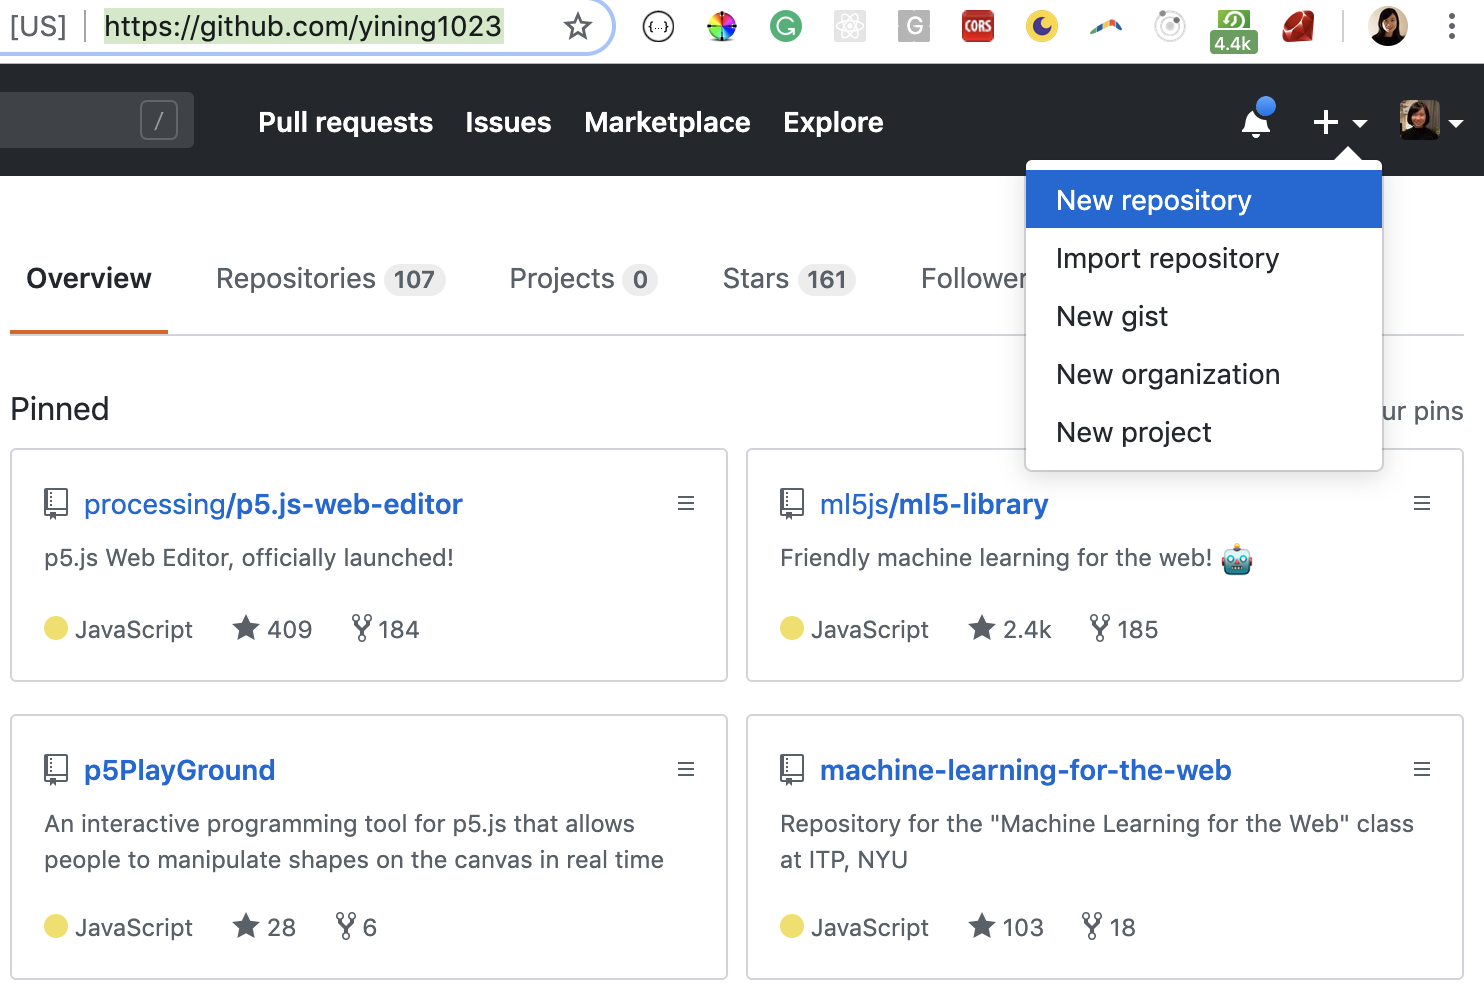 [US] https://github.com/yining1023
{...} G G CORS 4.4k
/ Pull requests Issues Marketplace Explore
New repository
Import repository
New gist
New organization
New project
Overview Repositories 107 Projects 0 Stars 161 Follower
Pinned
ur pins
processing/p5.js-web-editor
p5.js Web Editor, officially launched!
JavaScript 409 184
ml5js/ml5-library
Friendly machine learning for the web! 🤖
JavaScript 2.4k 185
p5PlayGround
An interactive programming tool for p5.js that allows
people to manipulate shapes on the canvas in real time
JavaScript 28 6
machine-learning-for-the-web
Repository for the "Machine Learning for the Web" class
at ITP, NYU
JavaScript 103 18